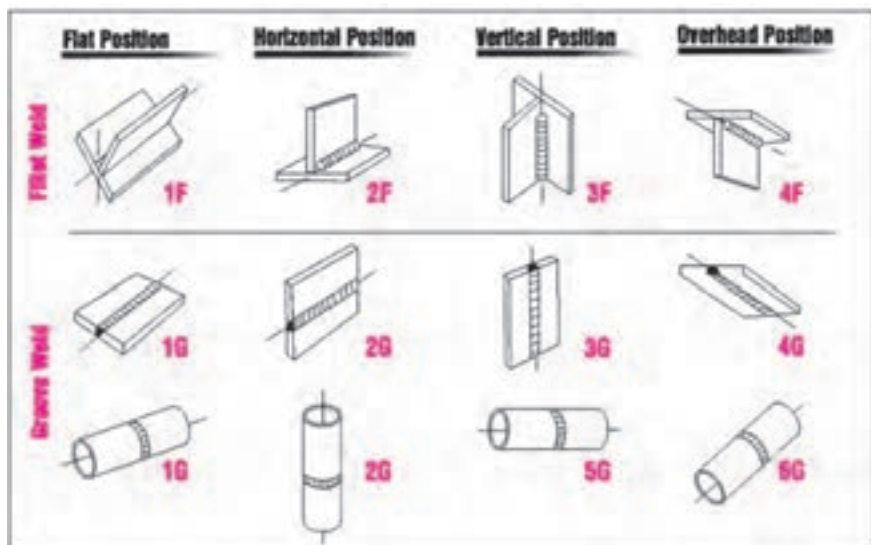 Flat Position Horizontal Position Vertical Position Overhead Position
Fillet Weld
1F 2F 3F 4F
Groove Weld
1G 2G 3G 4G
1G 2G 5G 6G